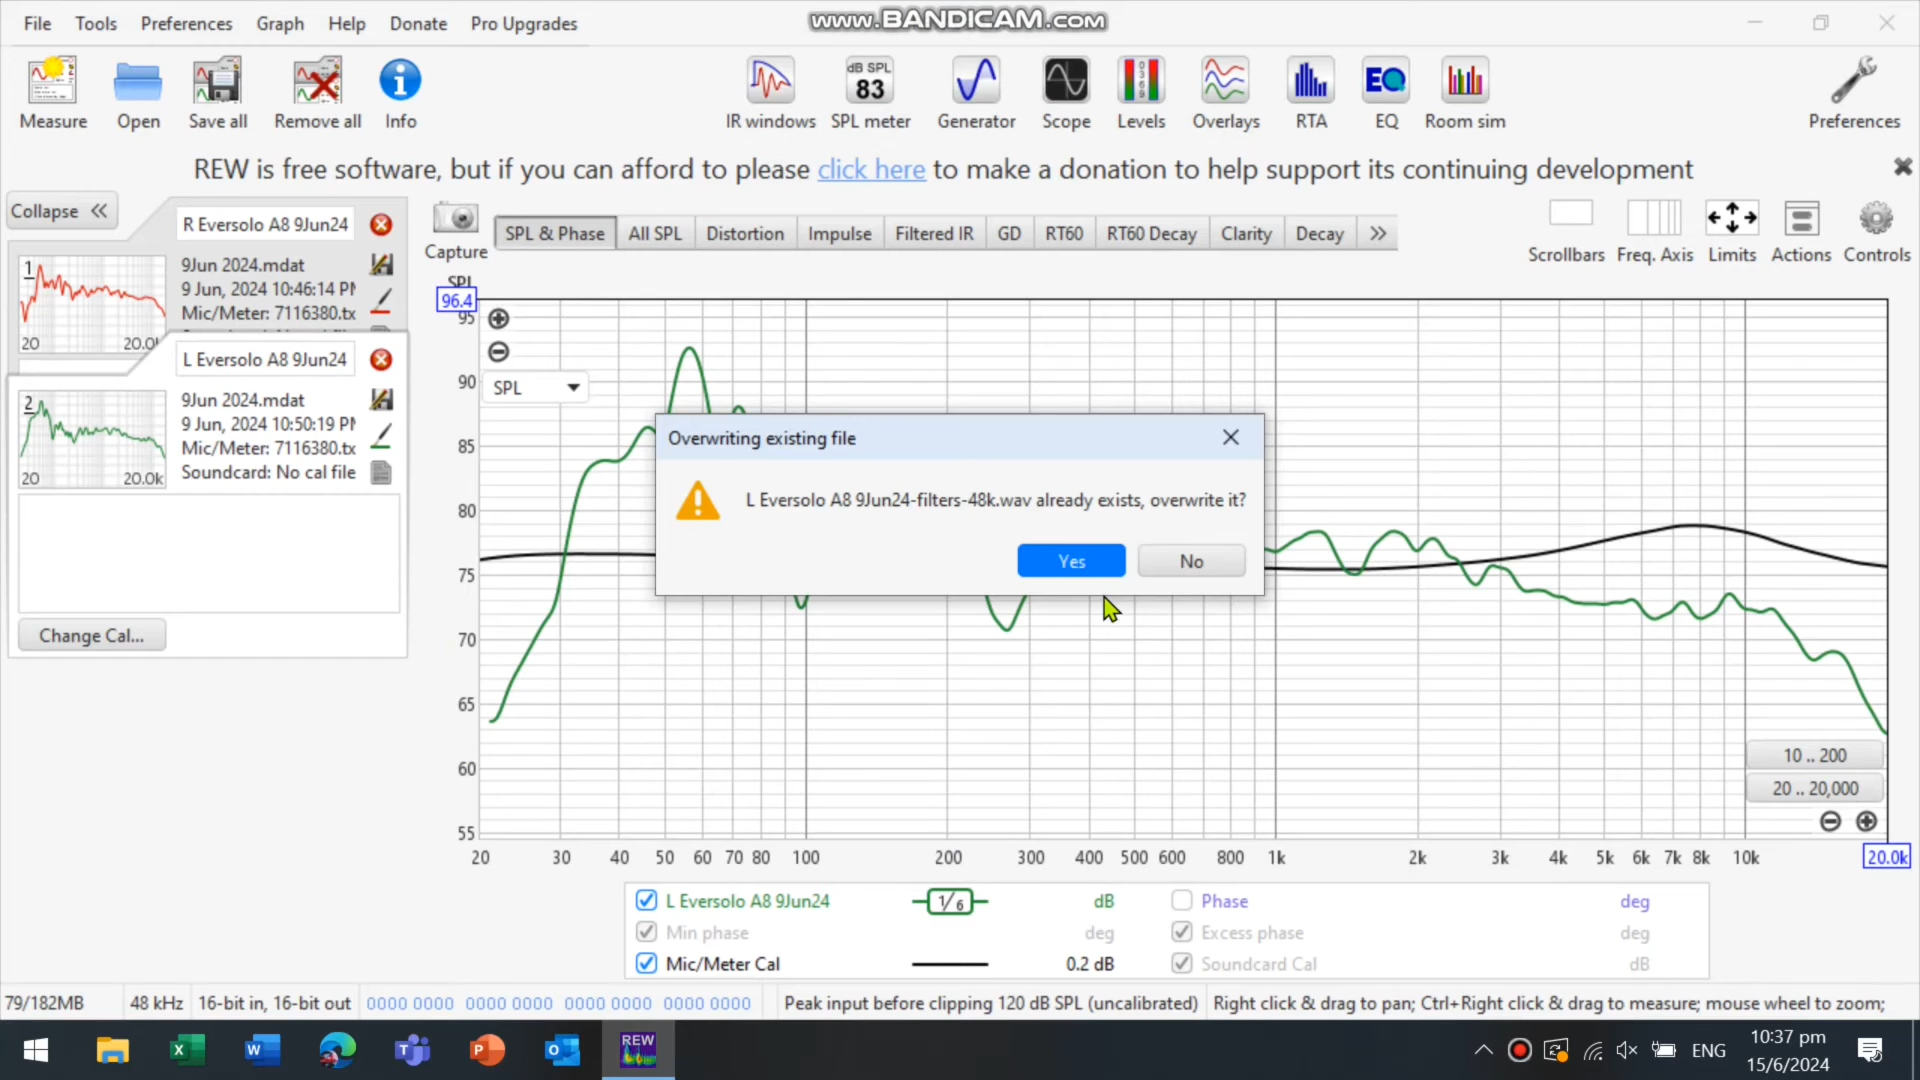 File Tools Preferences Graph Help Donate Pro Upgrades
www.BANDICAM.com
Measure Open Save all Remove all Info
dB SPL
83
EQ
IR windows SPL meter Generator Scope Levels Overlays RTA EQ Room sim
Preferences
REW is free software, but if you can afford to please click here to make a donation to help support its continuing development
Collapse
R Eversolo A8 9Jun24
1
9Jun 2024.mdat
9 Jun, 2024 10:46:14 PM
Mic/Meter: 7116380.tx
20 20.0k
L Eversolo A8 9Jun24
2
9Jun 2024.mdat
9 Jun, 2024 10:50:19 PM
Mic/Meter: 7116380.tx
Soundcard: No cal file
20 20.0k
Change Cal...
Capture
SPL & Phase All SPL Distortion Impulse Filtered IR GD RT60 RT60 Decay Clarity Decay
Scrollbars Freq. Axis Limits Actions Controls
SPL
96.4
95
90
85
80
75
70
65
60
55
SPL
Overwriting existing file
L Eversolo A8 9Jun24-filters-48k.wav already exists, overwrite it?
Yes No
10 .. 200
20 .. 20,000
20 30 40 50 60 70 80 100 200 300 400 500 600 800 1k 2k 3k 4k 5k 6k 7k 8k 10k 20.0k
L Eversolo A8 9Jun24 1/6 dB Phase deg
Min phase deg Excess phase deg
Mic/Meter Cal 0.2 dB Soundcard Cal dB
79/182MB 48 kHz 16-bit in, 16-bit out 0000 0000 0000 0000 0000 0000 0000 0000 Peak input before clipping 120 dB SPL (uncalibrated) Right click & drag to pan; Ctrl+Right click & drag to measure; mouse wheel to zoom;
REW
ENG
10:37 pm
15/6/2024